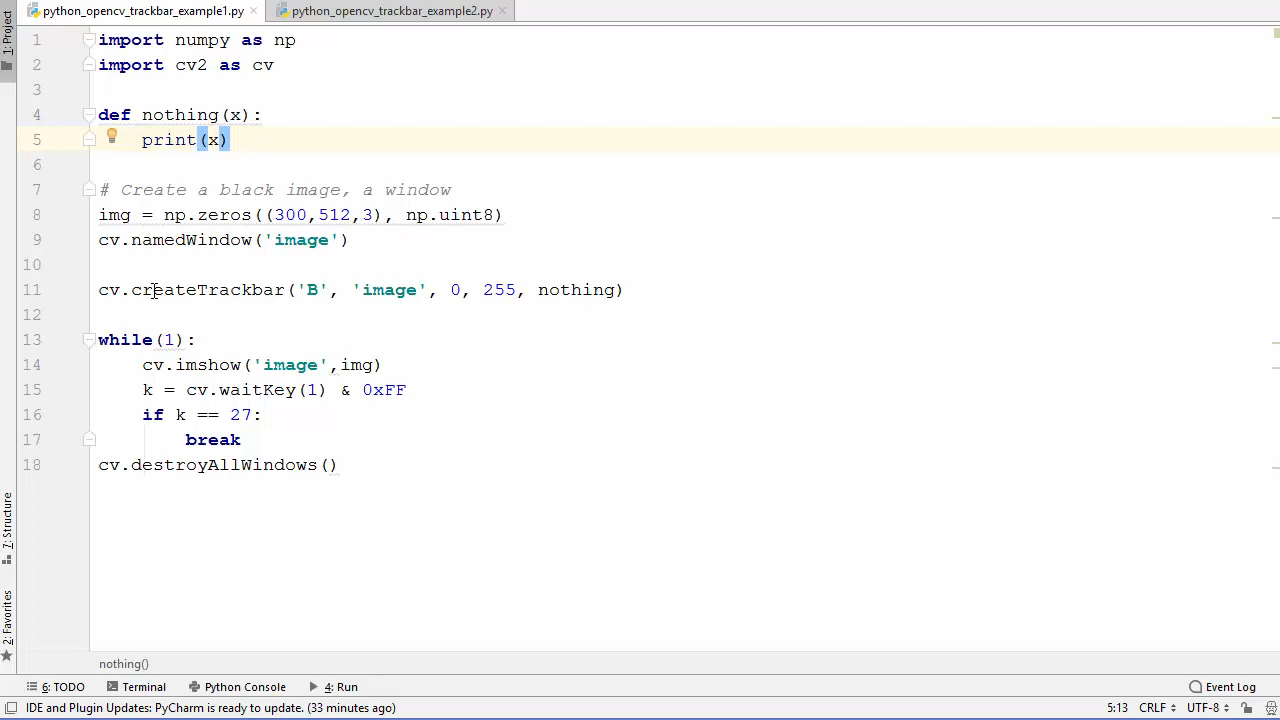 python_opencv_trackbar_example1.py
python_opencv_trackbar_example2.py
1: Project
1 import numpy as np
2 import cv2 as cv
3
4 def nothing(x):
5     print(x)
6
7 # Create a black image, a window
8 img = np.zeros((300,512,3), np.uint8)
9 cv.namedWindow('image')
10
11 cv.createTrackbar('B', 'image', 0, 255, nothing)
12
13 while(1):
14     cv.imshow('image',img)
15     k = cv.waitKey(1) & 0xFF
16     if k == 27:
17         break
18 cv.destroyAllWindows()
7: Structure
2: Favorites
nothing()
6: TODO
Terminal
Python Console
4: Run
Event Log
IDE and Plugin Updates: PyCharm is ready to update. (33 minutes ago)
5:13
CRLF
UTF-8